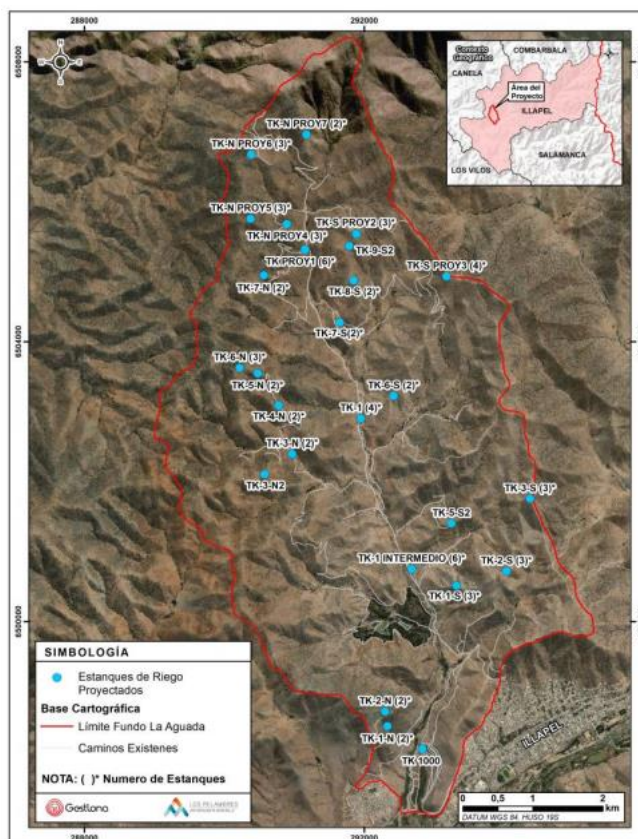 288000
292000
6508000
Contexto
Geográfico
COMBARBALA
CANELA
Área del
Proyecto
ILLAPEL
SALAMANCA
LOS VILOS
TK-N PROY7 (2)*
TK-N PROY6 (3)*
TK-N PROY5 (3)*
TK-S PROY2 (3)*
TK-N PROY4 (3)*
TK-9-S2
TK PROY1 (6)*
TK-S PROY3 (4)*
TK-7-N (2)*
TK-8-S (2)*
TK-7-S(2)*
6504000
TK-6-N (3)*
TK-5-N (2)*
TK-6-S (2)*
TK-4-N (2)*
TK-1 (4)*
TK-3-N (2)*
TK-3-N2
TK-3-S (3)*
TK-5-S2
TK-1 INTERMEDIO (6)*
TK-2-S (3)*
TK-1-S (3)*
6500000
SIMBOLOGÍA
Estanques de Riego
Proyectados
Base Cartográfica
Límite Fundo La Aguada
Caminos Existenes
NOTA: ( )* Numero de Estanques
Gestiona
LOS PELAMBRES
TK-2-N (2)*
TK-1-N (2)*
TK 1000
ILLAPEL
0 0,5 1 2
km
DATUM WGS 84, HUSO 19S
288000
292000